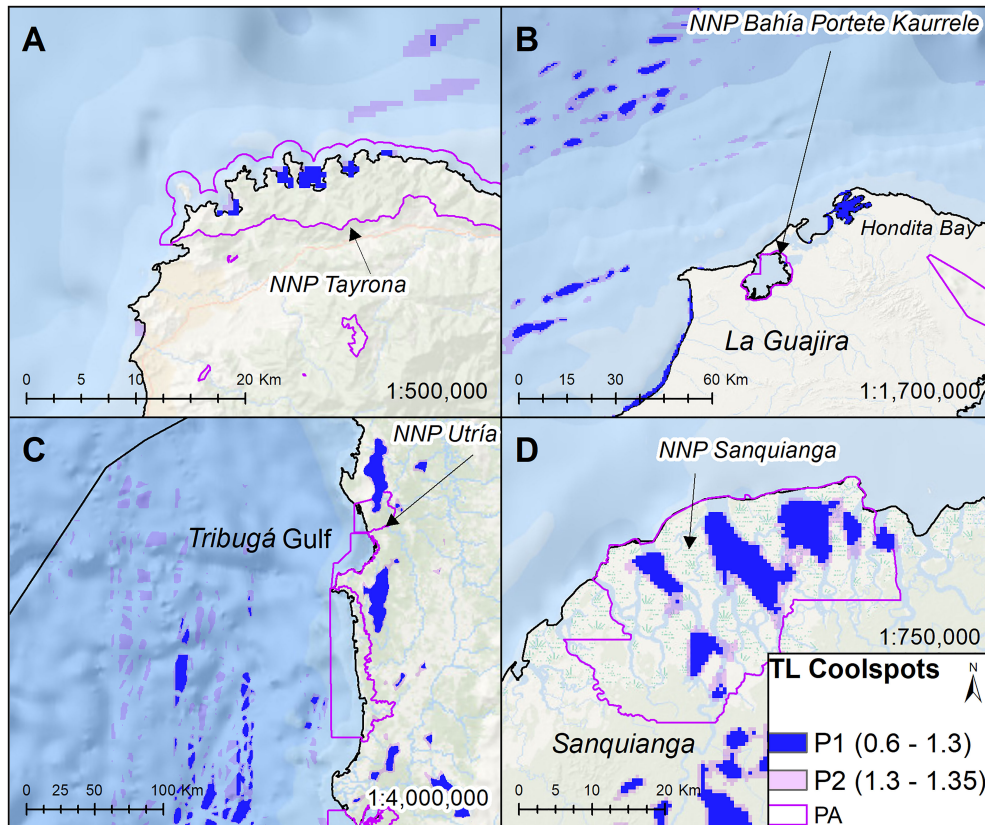 A
NNP Tayrona
0 5 10 20 Km
1:500,000
B
NNP Bahía Portete Kaurrele
Hondita Bay
La Guajira
0 15 30 60 Km
1:1,700,000
C
NNP Utría
Tribugá Gulf
0 25 50 100 Km
1:4,000,000
D
NNP Sanquianga
1:750,000
Sanquianga
0 5 10 20 Km
TL Coolspots
N
P1 (0.6 - 1.3)
P2 (1.3 - 1.35)
PA